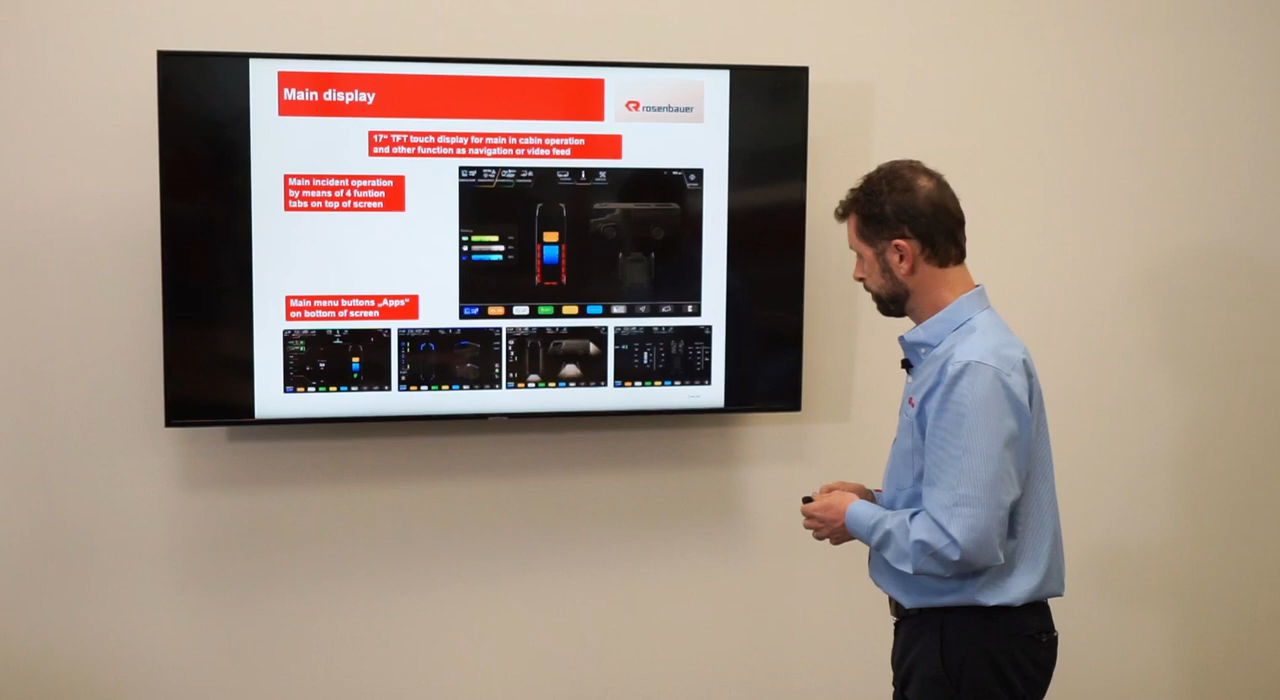 Main display
rosenbauer
17" TFT touch display for main in cabin operation
and other function as navigation or video feed
Main incident operation
by means of 4 funtion
tabs on top of screen
Main menu buttons „Apps"
on bottom of screen